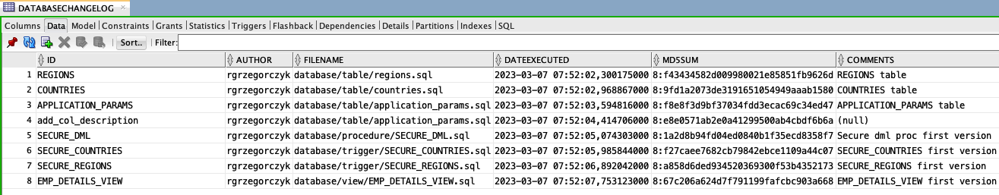 DATABASECHANGELOG
Columns Data Model Constraints Grants Statistics Triggers Flashback Dependencies Details Partitions Indexes SQL
Sort.. Filter:
ID AUTHOR FILENAME DATEEXECUTED MD5SUM COMMENTS
1 REGIONS rgrzegorczyk database/table/regions.sql 2023-03-07 07:52:02,300175000 8:f43434582d009980021e85851fb9626d REGIONS table
2 COUNTRIES rgrzegorczyk database/table/countries.sql 2023-03-07 07:52:02,968867000 8:9fd1a2073de3191651054949aaab1580 COUNTRIES table
3 APPLICATION_PARAMS rgrzegorczyk database/table/application_params.sql 2023-03-07 07:52:03,594816000 8:f8e8f3d9bf37034fdd3ecac69c34ed47 APPLICATION_PARAMS table
4 add_col_description rgrzegorczyk database/table/application_params.sql 2023-03-07 07:52:04,414706000 8:e8e0571ab2e0a41299500ab4cbdf6b6a (null)
5 SECURE_DML rgrzegorczyk database/procedure/SECURE_DML.sql 2023-03-07 07:52:05,074303000 8:1a2d8b94fd04ed0840b1f35ecd8358f7 Secure dml proc first version
6 SECURE_COUNTRIES rgrzegorczyk database/trigger/SECURE_COUNTRIES.sql 2023-03-07 07:52:05,985844000 8:f27caee7682cb79842ebce1109a44c07 SECURE_COUNTRIES first version
7 SECURE_REGIONS rgrzegorczyk database/trigger/SECURE_REGIONS.sql 2023-03-07 07:52:06,892042000 8:a858d6ded934520369300f53b4352173 SECURE_REGIONS first version
8 EMP_DETAILS_VIEW rgrzegorczyk database/view/EMP_DETAILS_VIEW.sql 2023-03-07 07:52:07,753123000 8:67c206a624d7f791199fafcbc903a668 EMP_DETAILS_VIEW first version